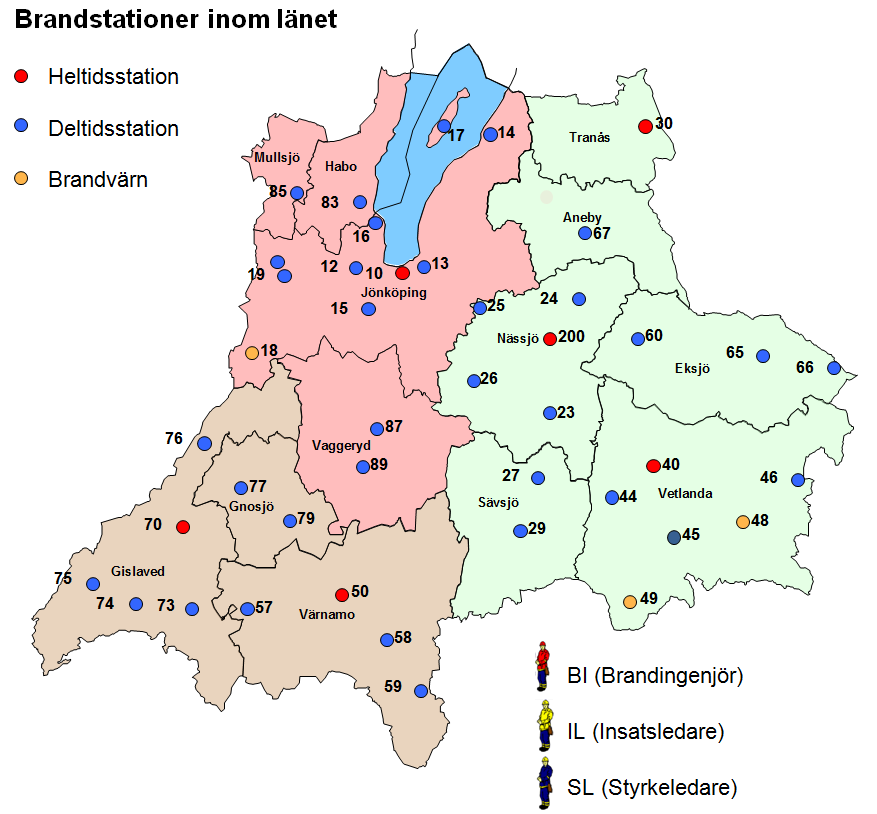 Brandstationer inom länet
Heltidsstation
Deltidsstation
Brandvärn
17
14
30
Tranås
Mullsjö
Habo
85
83
16
Aneby
67
19
12
10
13
Jönköping
15
25
24
18
Nässjö
200
60
65
66
Eksjö
26
23
76
87
Vaggeryd
89
77
Gnosjö
79
70
27
Sävsjö
29
40
46
44
Vetlanda
48
45
75
Gislaved
74
73
57
50
Värnamo
58
59
49
BI (Brandingenjör)
IL (Insatsledare)
SL (Styrkeledare)